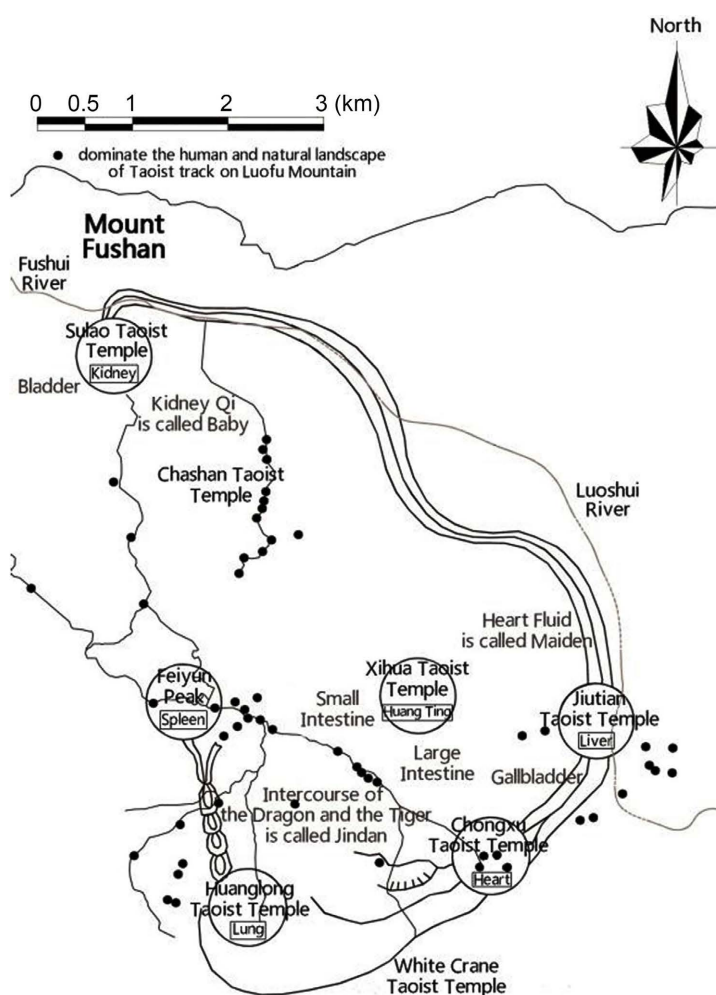 North
0 0.5 1 2 3 (km)
dominate the human and natural landscape
of Taoist track on Luofu Mountain
Mount
Fushan
Fushui
River
Sulao Taoist
Temple
Kidney
Bladder
Kidney Qi
is called Baby
Chashan Taoist
Temple
Luoshui
River
Heart Fluid
is called Maiden
Xihua Taoist
Temple
Huang Ting
Feiyun
Peak
Spleen
Small
Intestine
Jiutian
Taoist Temple
Liver
Large
Intestine
Gallbladder
Intercourse of
the Dragon and the Tiger
is called Jindan
Chongxu
Taoist Temple
Heart
Huanglong
Taoist Temple
Lung
White Crane
Taoist Temple